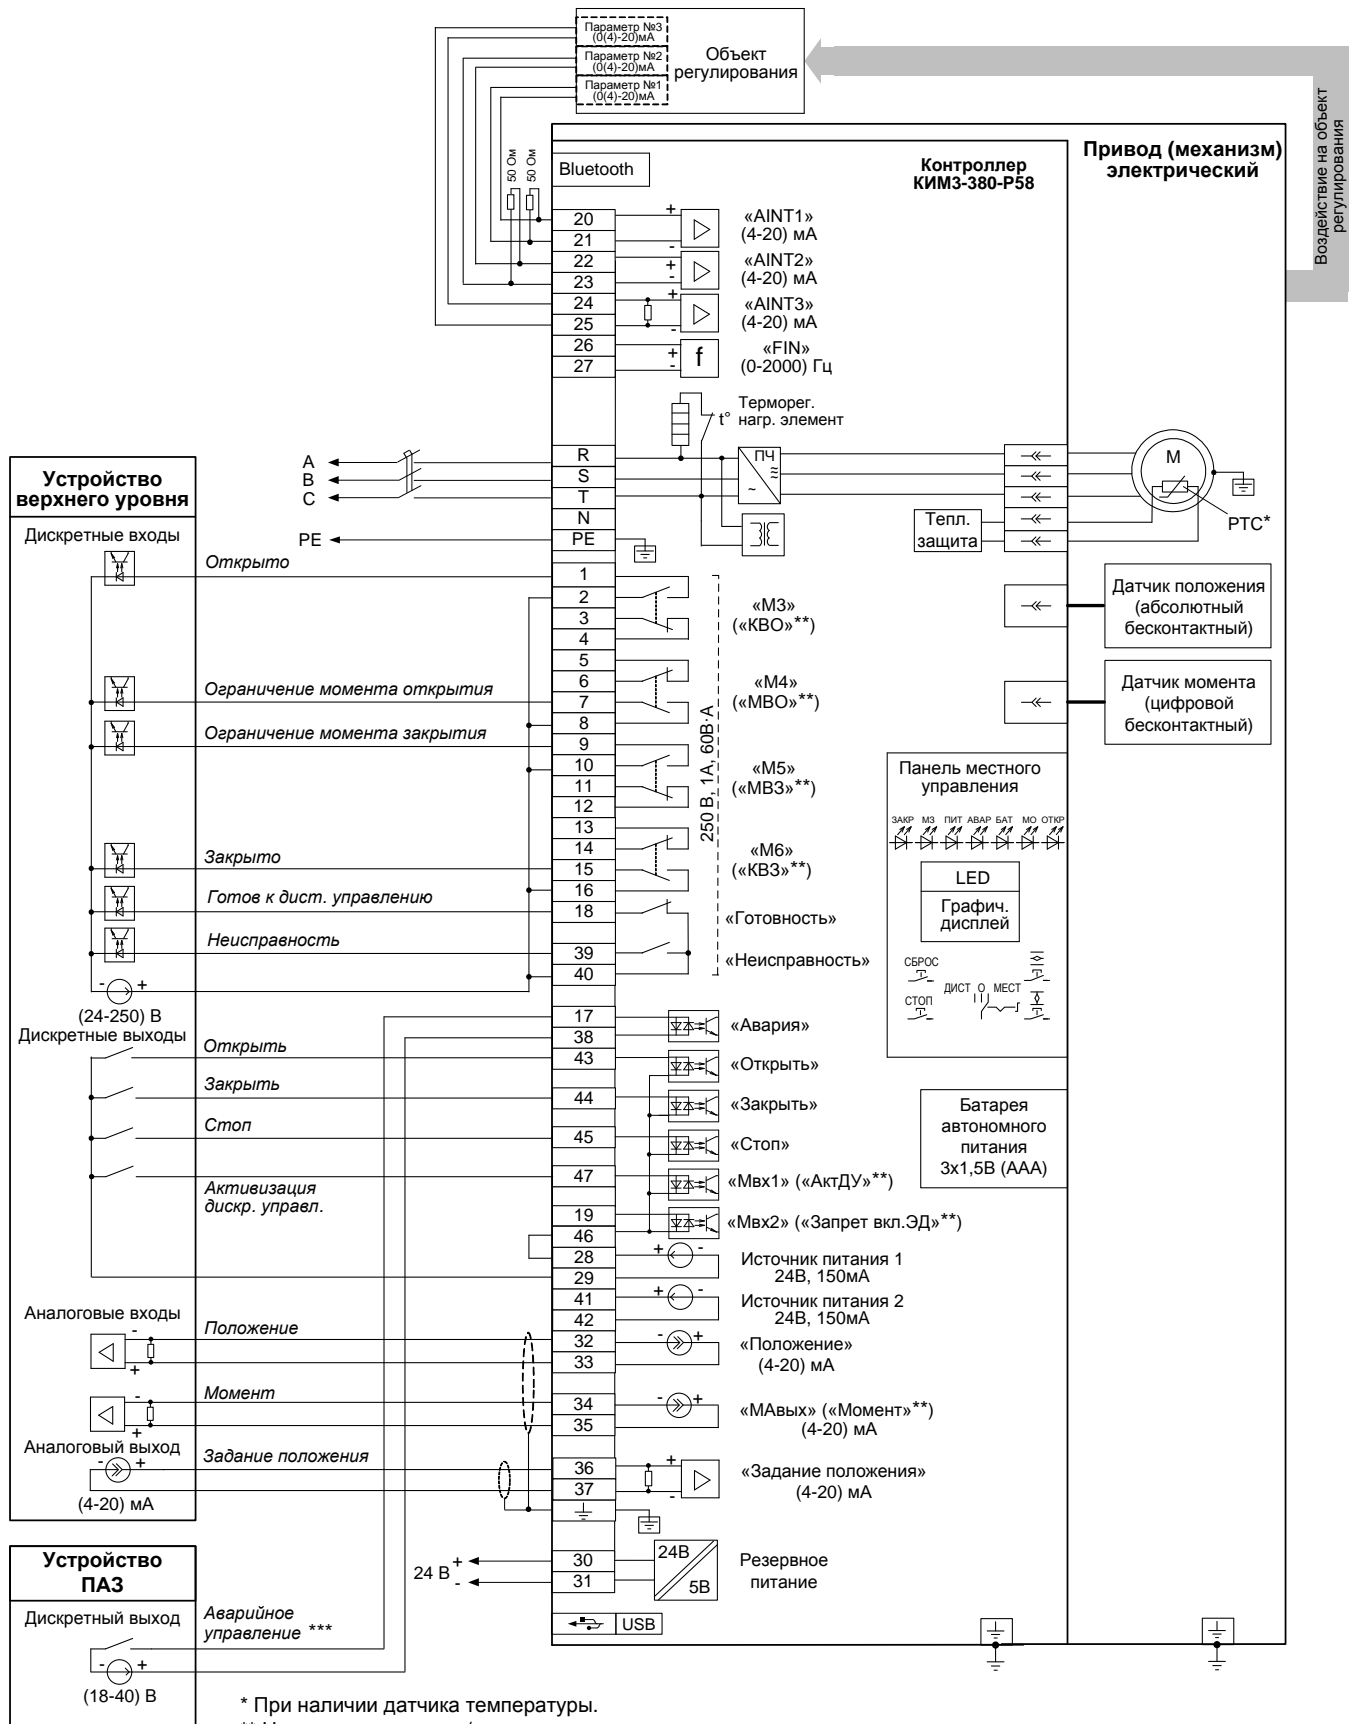 Параметр №3
(0(4)-20)мА
Параметр №2
(0(4)-20)мА
Параметр №1
(0(4)-20)мА
Объект
регулирования
Воздействие на объект
регулирования
50 Ом
50 Ом
Bluetooth
Контроллер
КИМ3-380-Р58
Привод (механизм)
электрический
20
21
22
23
24
25
26
27
+
-
«AINT1»
(4-20) мА
+
-
«AINT2»
(4-20) мА
+
-
«AINT3»
(4-20) мА
+
-
f
«FIN»
(0-2000) Гц
t°
Терморег.
нагр. элемент
A
B
C
PE
R
S
T
N
PE
ПЧ
≈
~
М
PTC*
Тепл.
защита
Устройство
верхнего уровня
Дискретные входы
Открыто
Ограничение момента открытия
Ограничение момента закрытия
Закрыто
Готов к дист. управлению
Неисправность
- +
(24-250) В
1
2
3
4
5
6
7
8
9
10
11
12
13
14
15
16
18
39
40
«М3»
(«КВО»**)
«М4»
(«МВО»**)
«М5»
(«МВЗ»**)
«М6»
(«КВЗ»**)
«Готовность»
«Неисправность»
250 В, 1А, 60В·А
Датчик положения
(абсолютный
бесконтактный)
Датчик момента
(цифровой
бесконтактный)
Панель местного
управления
ЗАКР МЗ ПИТ АВАР БАТ МО ОТКР
LED
Графич.
дисплей
СБРОС
СТОП
ДИСТ О МЕСТ
Дискретные выходы
Открыть
Закрыть
Стоп
Активизация
дискр. управл.
17
38
43
44
45
47
19
46
28
29
41
42
32
33
34
35
36
37
«Авария»
«Открыть»
«Закрыть»
«Стоп»
«Мвх1» («АктДУ»**)
«Мвх2» («Запрет вкл.ЭД»**)
+ -
Источник питания 1
24В, 150мА
+ -
Источник питания 2
24В, 150мА
- +
«Положение»
(4-20) мА
- +
«МАвых» («Момент»**)
(4-20) мА
+
-
«Задание положения»
(4-20) мА
Батарея
автономного
питания
3х1,5В (ААА)
Аналоговые входы
-
+
Положение
-
+
Момент
Аналоговый выход
- +
Задание положения
(4-20) мА
24 В
+
-
30
31
24В
5В
Резервное
питание
USB
Устройство
ПАЗ
Дискретный выход
Аварийное
управление ***
- +
(18-40) В
* При наличии датчика температуры.